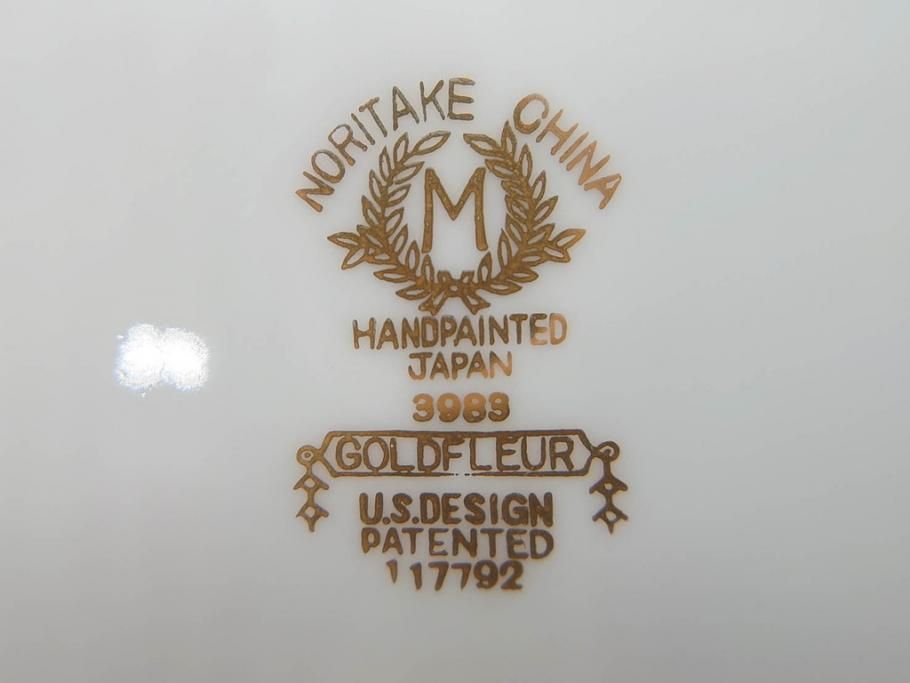 NORITAKE CHINA
M
HANDPAINTED
JAPAN
3983
GOLDFLEUR
U.S.DESIGN
PATENTED
117792